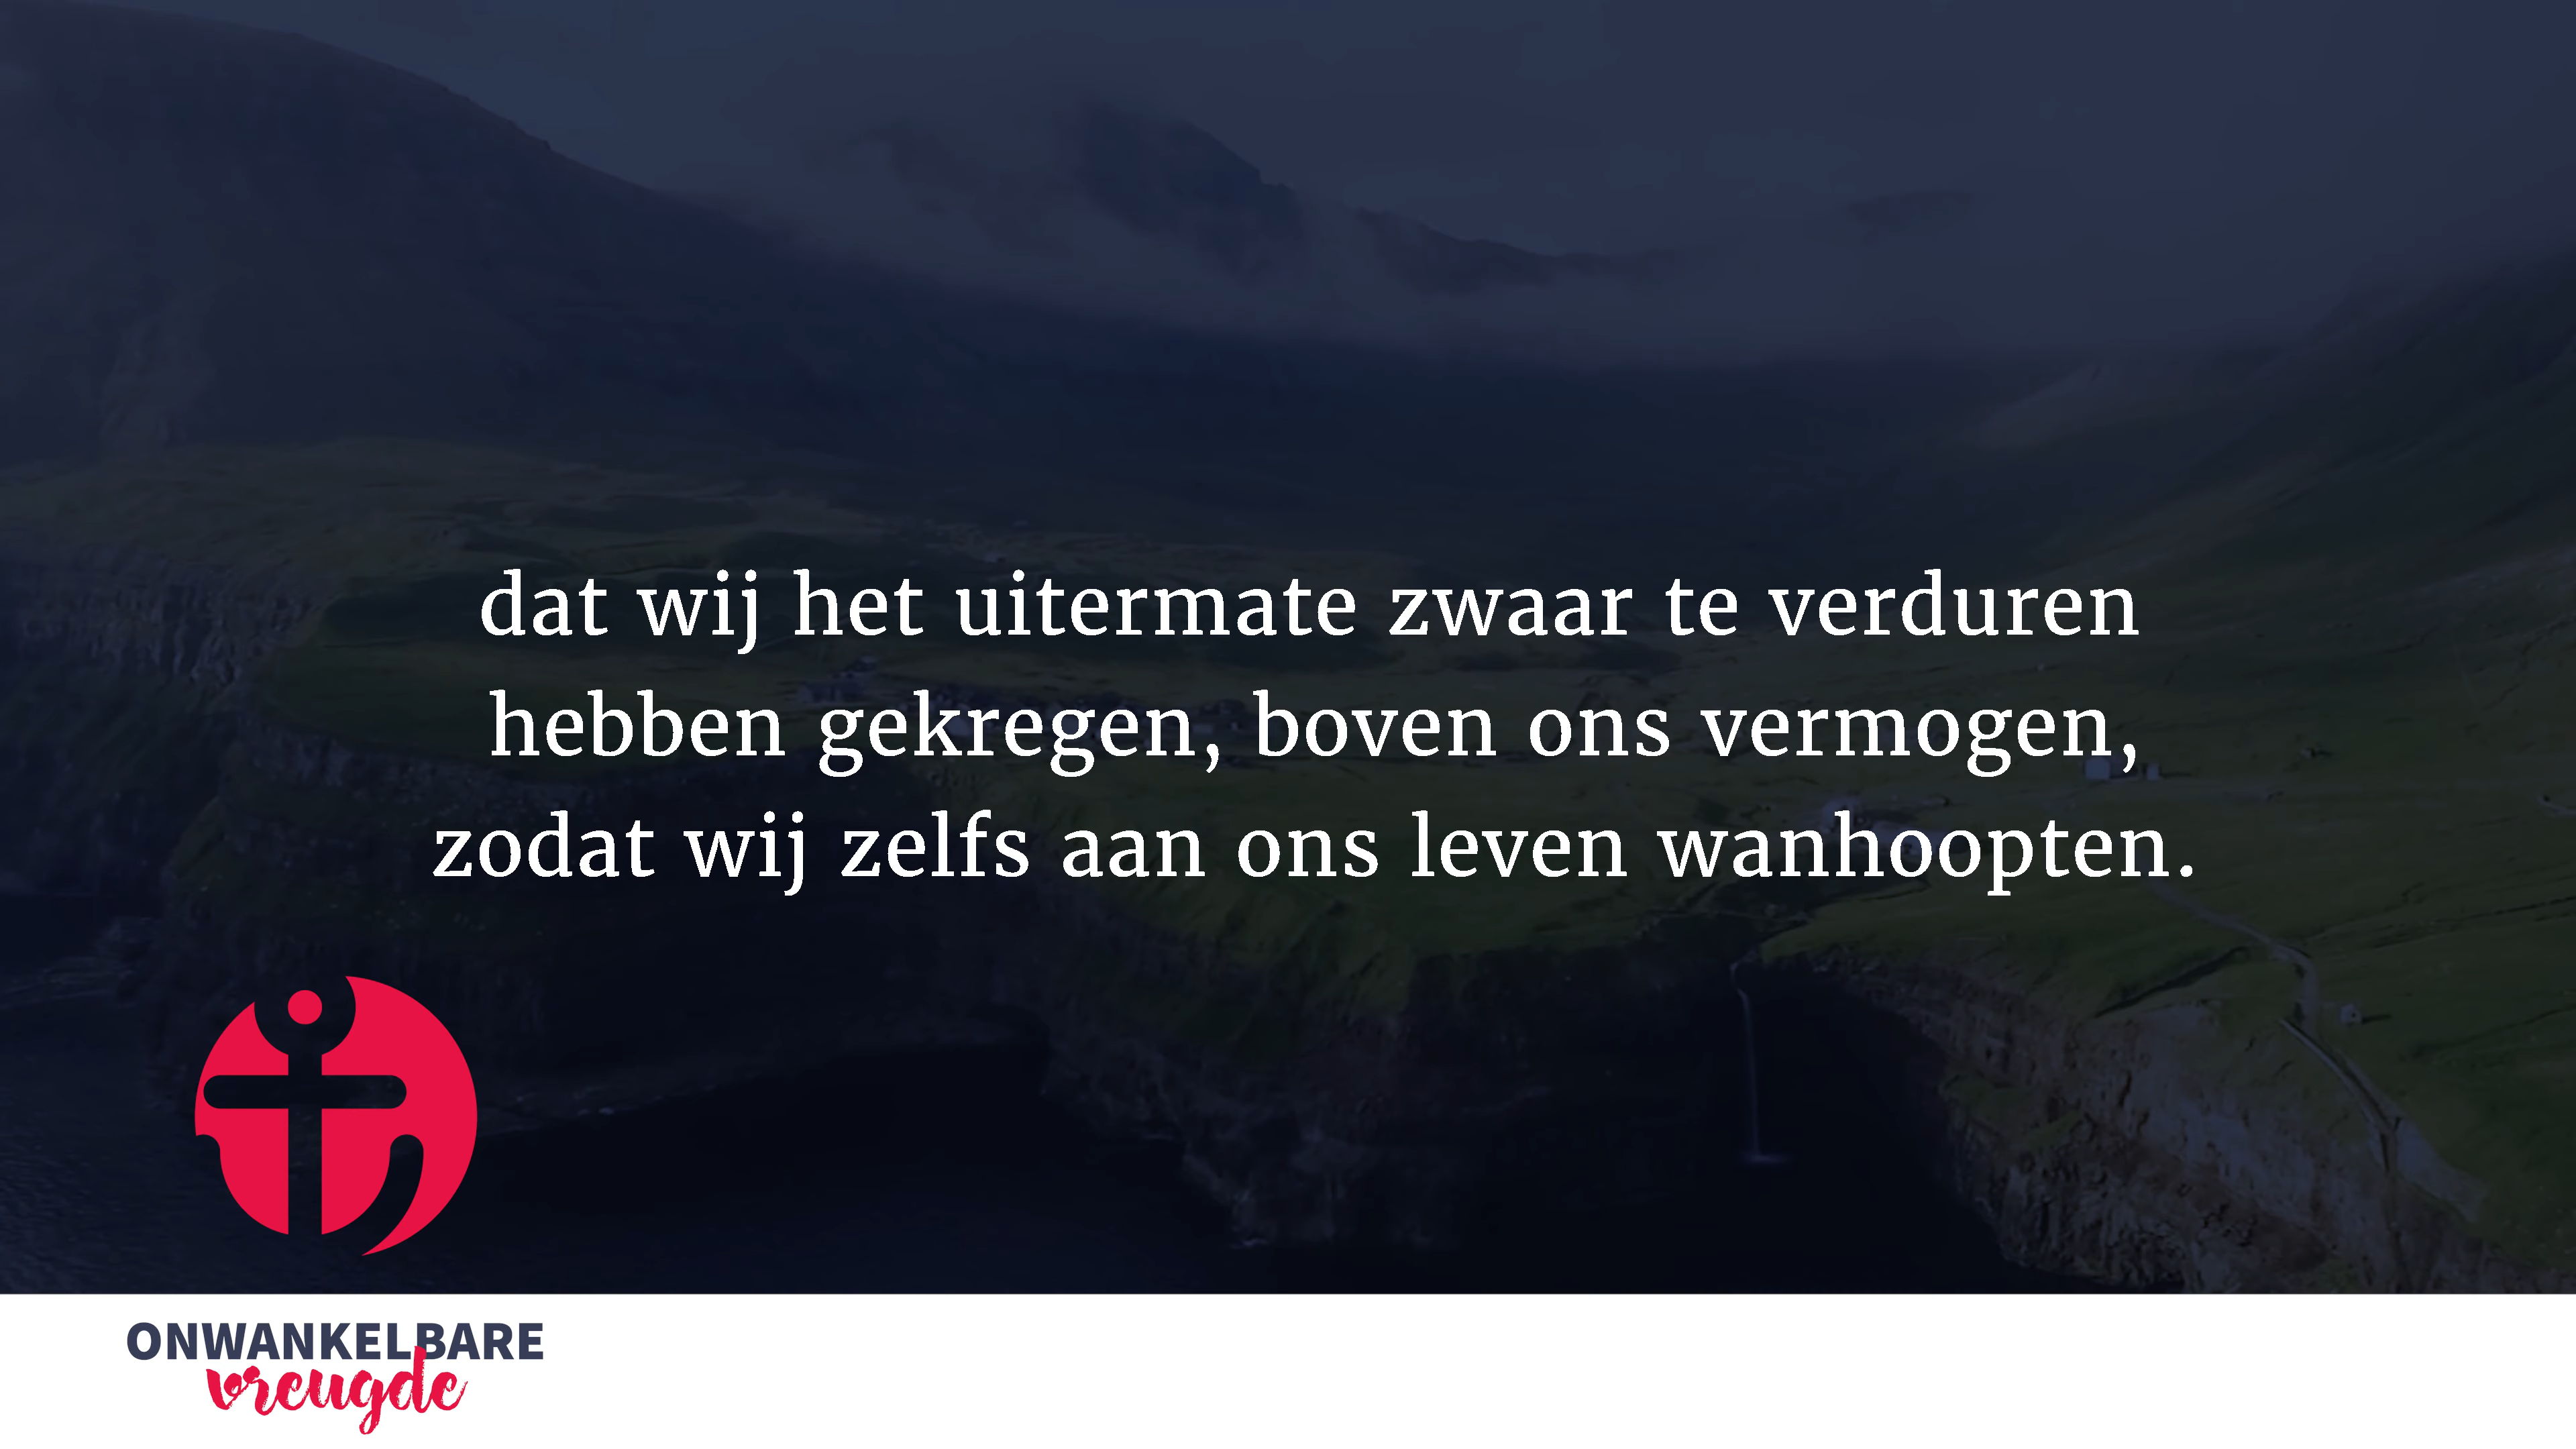 dat wij het uitermate zwaar te verduren
hebben gekregen, boven ons vermogen,
zodat wij zelfs aan ons leven wanhoopten.
ONWANKELBARE
vreugde